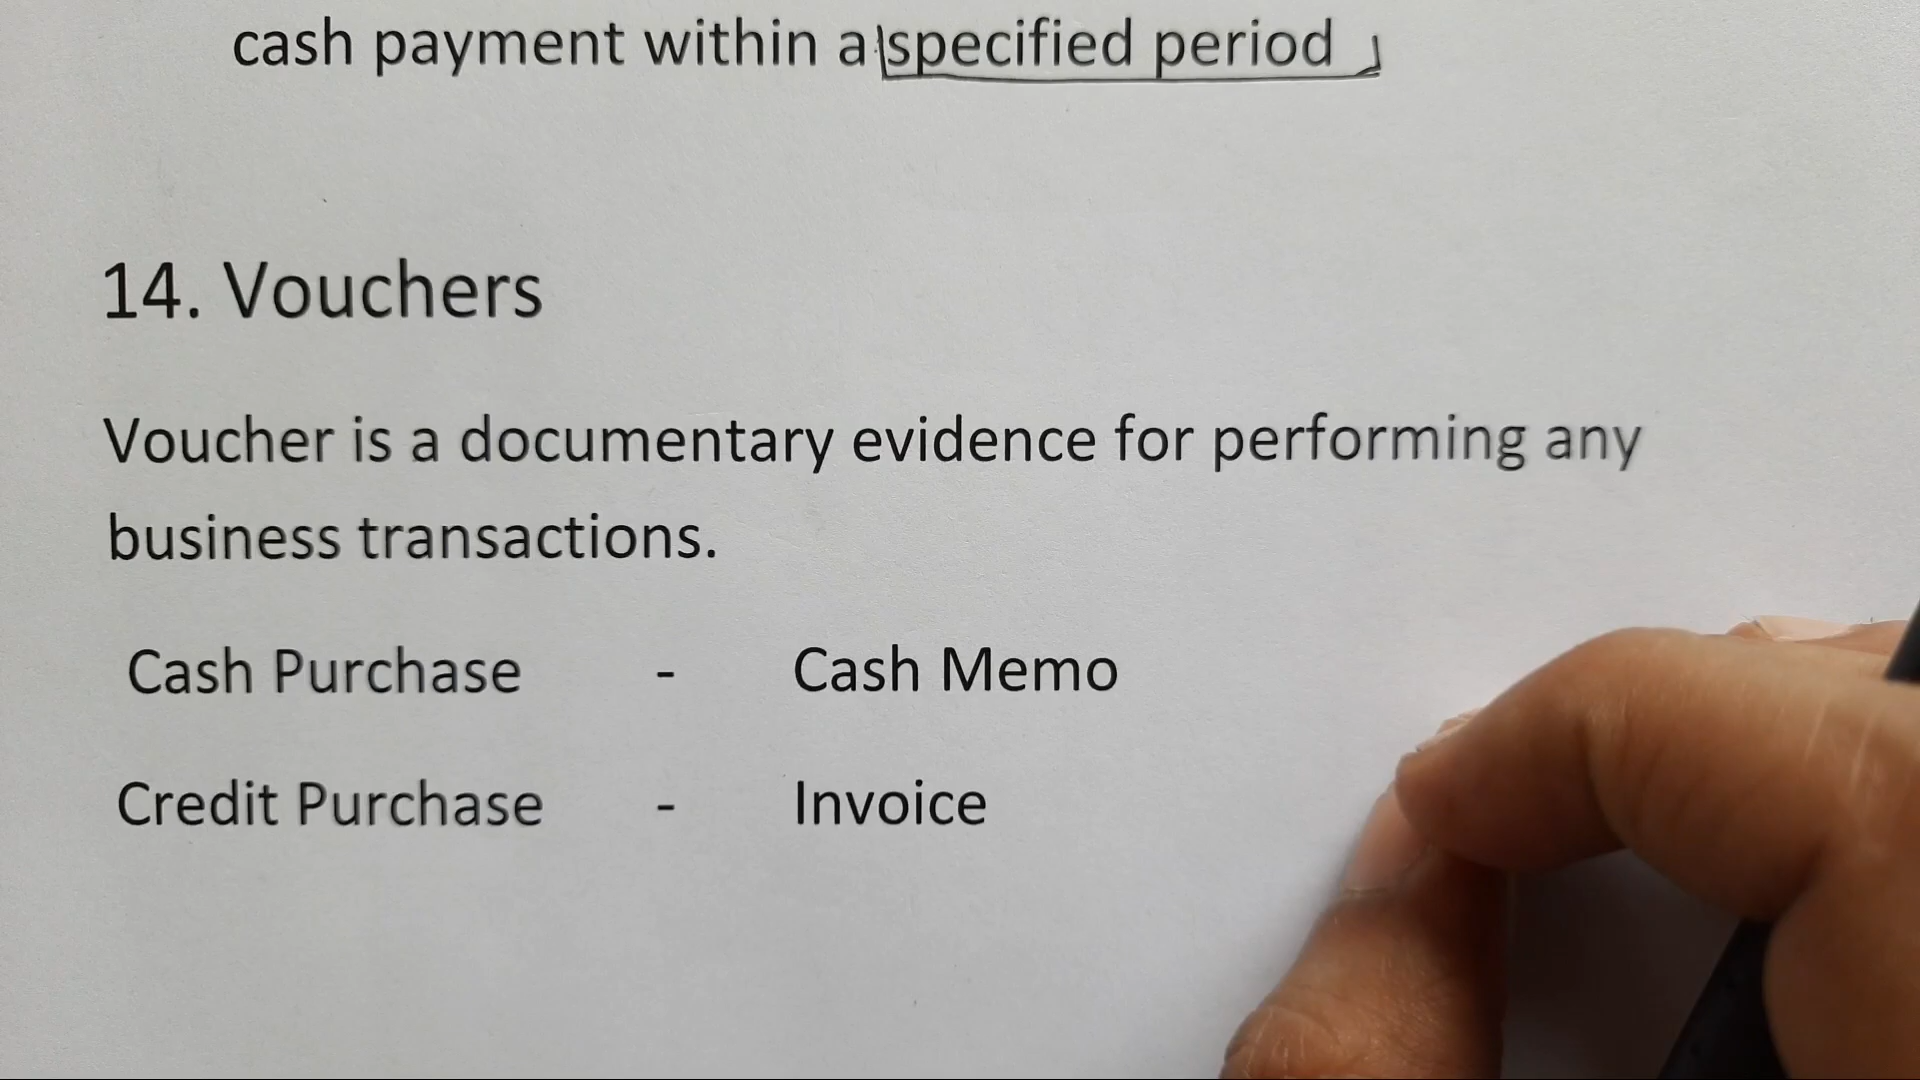 cash payment within a specified period
14. Vouchers
Voucher is a documentary evidence for performing any
business transactions.
Cash Purchase - Cash Memo
Credit Purchase - Invoice